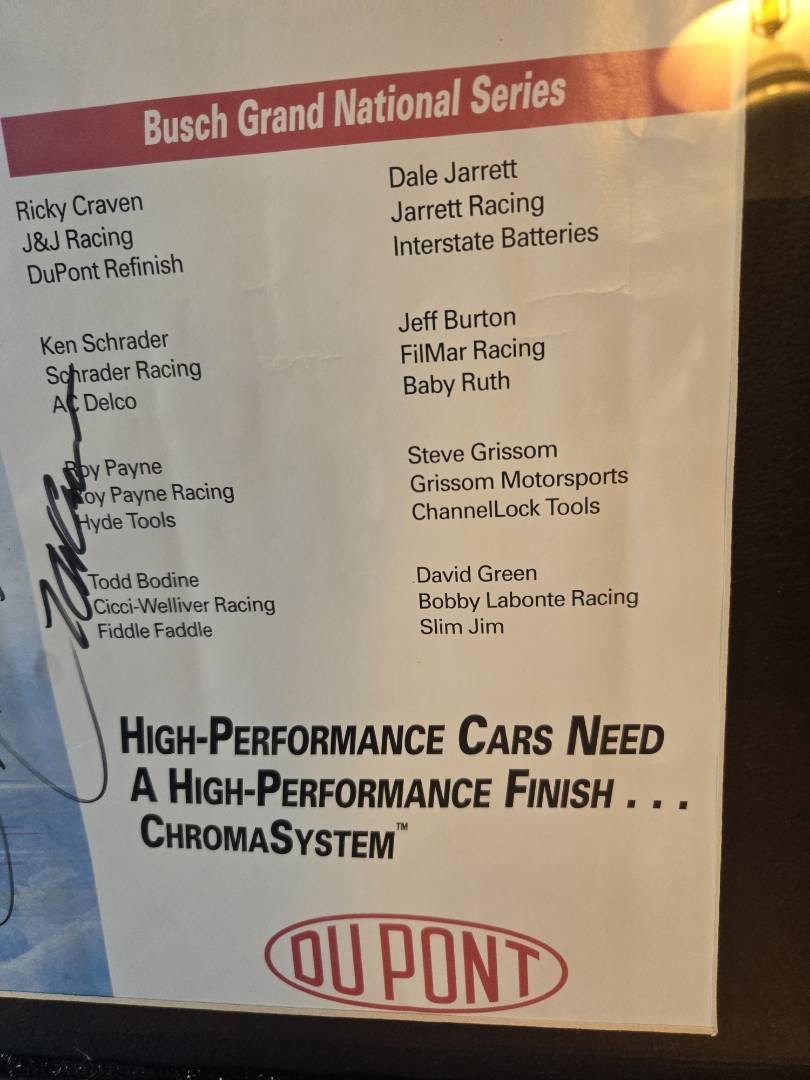 Busch Grand National Series
Ricky Craven
J&J Racing
DuPont Refinish
Ken Schrader
Schrader Racing
AC Delco
Roy Payne
Roy Payne Racing
Hyde Tools
Todd Bodine
Cicci-Welliver Racing
Fiddle Faddle
Dale Jarrett
Jarrett Racing
Interstate Batteries
Jeff Burton
FilMar Racing
Baby Ruth
Steve Grissom
Grissom Motorsports
ChannelLock Tools
David Green
Bobby Labonte Racing
Slim Jim
HIGH-PERFORMANCE CARS NEED
A HIGH-PERFORMANCE FINISH . . .
CHROMASYSTEM™
DU PONT